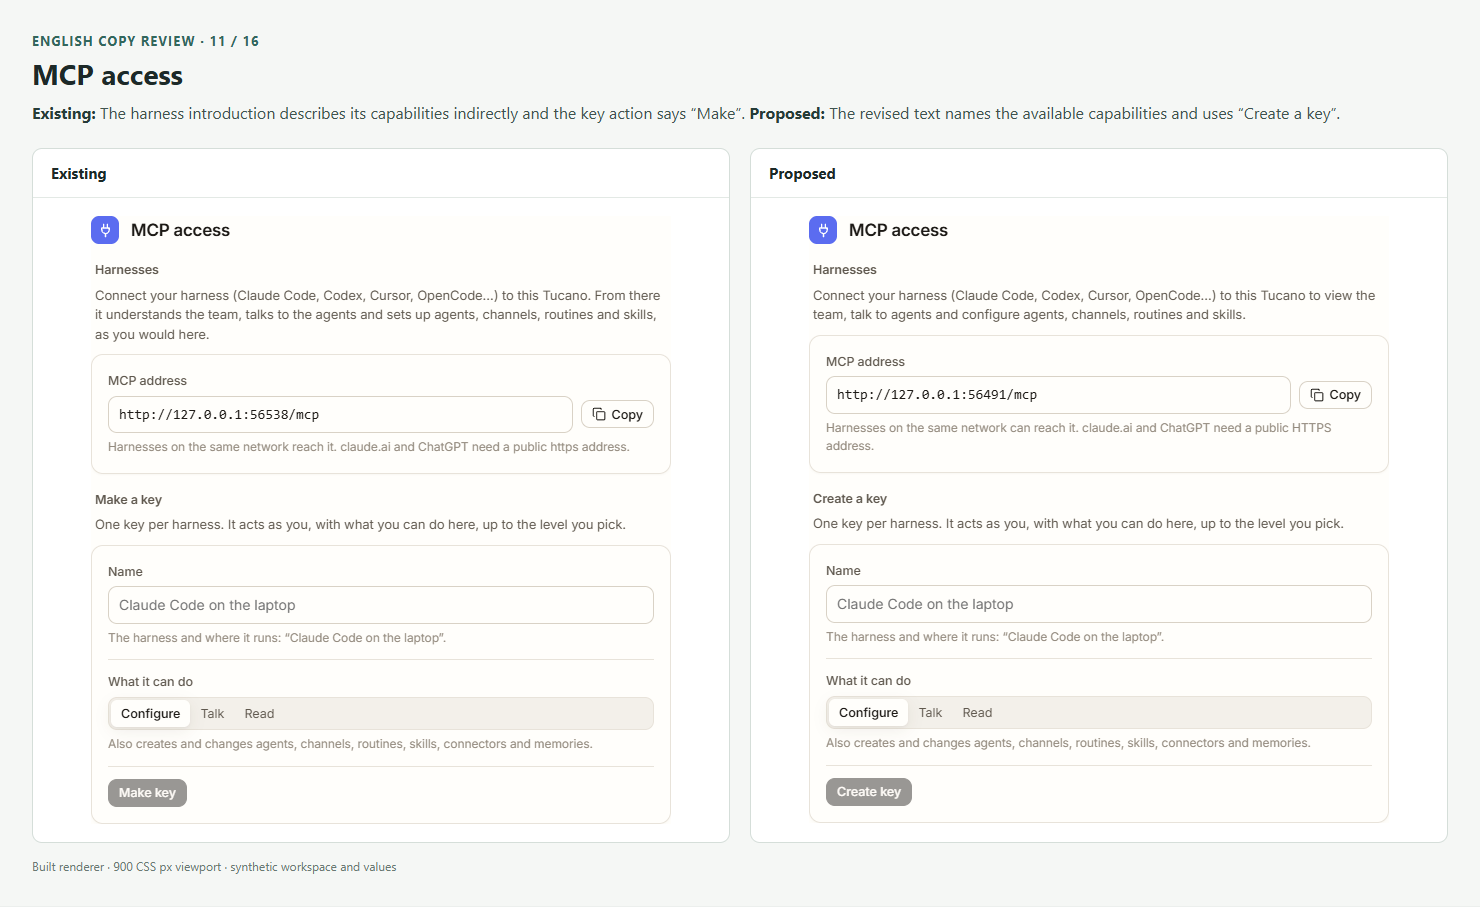 ENGLISH COPY REVIEW · 11 / 16
MCP access
Existing: The harness introduction describes its capabilities indirectly and the key action says “Make”. Proposed: The revised text names the available capabilities and uses “Create a key”.
Existing
MCP access
Harnesses
Connect your harness (Claude Code, Codex, Cursor, OpenCode...) to this Tucano. From there
it understands the team, talks to the agents and sets up agents, channels, routines and skills,
as you would here.
MCP address
http://127.0.0.1:56538/mcp
Copy
Harnesses on the same network reach it. claude.ai and ChatGPT need a public https address.
Make a key
One key per harness. It acts as you, with what you can do here, up to the level you pick.
Name
Claude Code on the laptop
The harness and where it runs: “Claude Code on the laptop”.
What it can do
Configure Talk Read
Also creates and changes agents, channels, routines, skills, connectors and memories.
Make key
Proposed
MCP access
Harnesses
Connect your harness (Claude Code, Codex, Cursor, OpenCode...) to this Tucano to view the
team, talk to agents and configure agents, channels, routines and skills.
MCP address
http://127.0.0.1:56491/mcp
Copy
Harnesses on the same network can reach it. claude.ai and ChatGPT need a public HTTPS
address.
Create a key
One key per harness. It acts as you, with what you can do here, up to the level you pick.
Name
Claude Code on the laptop
The harness and where it runs: “Claude Code on the laptop”.
What it can do
Configure Talk Read
Also creates and changes agents, channels, routines, skills, connectors and memories.
Create key
Built renderer · 900 CSS px viewport · synthetic workspace and values